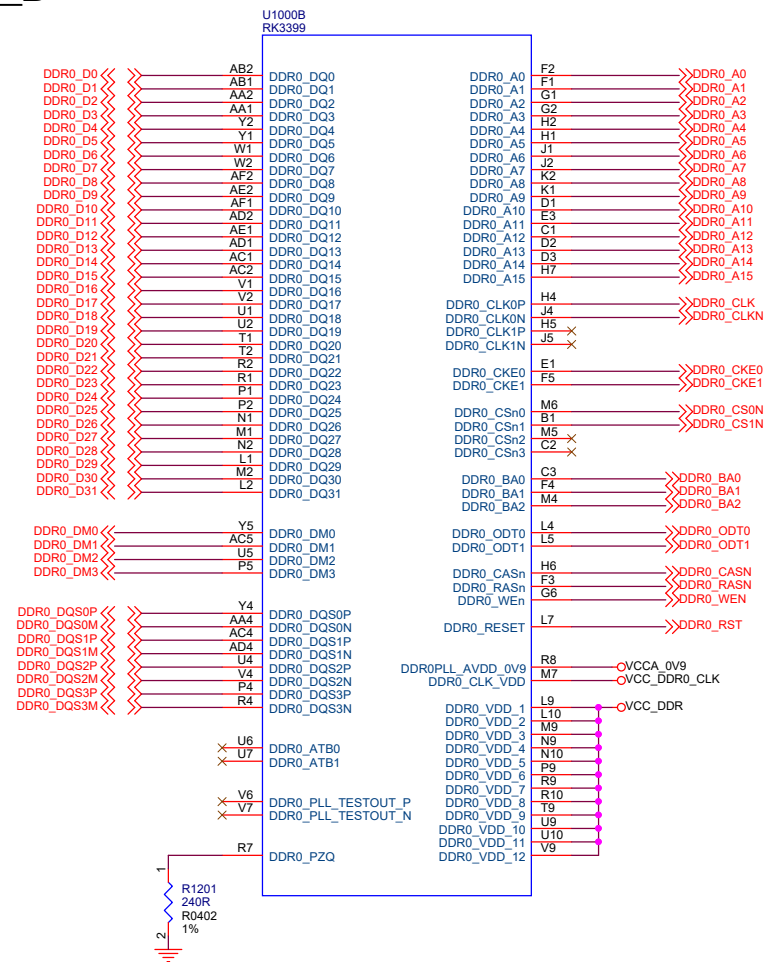 U1000B
RK3399
DDR0_D0 AB2 DDR0_DQ0 DDR0_A0 F2 DDR0_A0
DDR0_D1 AB1 DDR0_DQ1 DDR0_A1 F1 DDR0_A1
DDR0_D2 AA2 DDR0_DQ2 DDR0_A2 G1 DDR0_A2
DDR0_D3 AA1 DDR0_DQ3 DDR0_A3 G2 DDR0_A3
DDR0_D4 Y2 DDR0_DQ4 DDR0_A4 H2 DDR0_A4
DDR0_D5 Y1 DDR0_DQ5 DDR0_A5 H1 DDR0_A5
DDR0_D6 W1 DDR0_DQ6 DDR0_A6 J1 DDR0_A6
DDR0_D7 W2 DDR0_DQ7 DDR0_A7 J2 DDR0_A7
DDR0_D8 AF2 DDR0_DQ8 DDR0_A8 K2 DDR0_A8
DDR0_D9 AE2 DDR0_DQ9 DDR0_A9 K1 DDR0_A9
DDR0_D10 AF1 DDR0_DQ10 DDR0_A10 D1 DDR0_A10
DDR0_D11 AD2 DDR0_DQ11 DDR0_A11 E3 DDR0_A11
DDR0_D12 AE1 DDR0_DQ12 DDR0_A12 C1 DDR0_A12
DDR0_D13 AD1 DDR0_DQ13 DDR0_A13 D2 DDR0_A13
DDR0_D14 AC1 DDR0_DQ14 DDR0_A14 D3 DDR0_A14
DDR0_D15 AC2 DDR0_DQ15 DDR0_A15 H7 DDR0_A15
DDR0_D16 V1 DDR0_DQ16
DDR0_D17 V2 DDR0_DQ17 DDR0_CLK0P H4 DDR0_CLK
DDR0_D18 U1 DDR0_DQ18 DDR0_CLK0N J4 DDR0_CLKN
DDR0_D19 U2 DDR0_DQ19 DDR0_CLK1P H5
DDR0_D20 T1 DDR0_DQ20 DDR0_CLK1N J5
DDR0_D21 T2 DDR0_DQ21
DDR0_D22 R2 DDR0_DQ22 DDR0_CKE0 E1 DDR0_CKE0
DDR0_D23 R1 DDR0_DQ23 DDR0_CKE1 F5 DDR0_CKE1
DDR0_D24 P1 DDR0_DQ24
DDR0_D25 P2 DDR0_DQ25 DDR0_CSn0 M6 DDR0_CS0N
DDR0_D26 N1 DDR0_DQ26 DDR0_CSn1 B1 DDR0_CS1N
DDR0_D27 M1 DDR0_DQ27 DDR0_CSn2 M5
DDR0_D28 N2 DDR0_DQ28 DDR0_CSn3 C2
DDR0_D29 L1 DDR0_DQ29
DDR0_D30 M2 DDR0_DQ30 DDR0_BA0 C3 DDR0_BA0
DDR0_D31 L2 DDR0_DQ31 DDR0_BA1 F4 DDR0_BA1
DDR0_BA2 M4 DDR0_BA2
DDR0_DM0 Y5 DDR0_DM0 DDR0_ODT0 L4 DDR0_ODT0
DDR0_DM1 AC5 DDR0_DM1 DDR0_ODT1 L5 DDR0_ODT1
DDR0_DM2 U5 DDR0_DM2
DDR0_DM3 P5 DDR0_DM3 DDR0_CASn H6 DDR0_CASN
DDR0_RASn F3 DDR0_RASN
DDR0_WEn G6 DDR0_WEN
DDR0_DQS0P Y4 DDR0_DQS0P
DDR0_DQS0M AA4 DDR0_DQS0N DDR0_RESET L7 DDR0_RST
DDR0_DQS1P AC4 DDR0_DQS1P
DDR0_DQS1M AD4 DDR0_DQS1N
DDR0_DQS2P U4 DDR0_DQS2P DDR0PLL_AVDD_0V9 R8 VCCA_0V9
DDR0_DQS2M V4 DDR0_DQS2N DDR0_CLK_VDD M7 VCC_DDR0_CLK
DDR0_DQS3P P4 DDR0_DQS3P
DDR0_DQS3M R4 DDR0_DQS3N DDR0_VDD_1 L9 VCC_DDR
DDR0_VDD_2 L10
DDR0_VDD_3 M9
U6 DDR0_ATB0 DDR0_VDD_4 N9
U7 DDR0_ATB1 DDR0_VDD_5 N10
DDR0_VDD_6 P9
DDR0_VDD_7 R9
V6 DDR0_PLL_TESTOUT_P DDR0_VDD_8 R10
V7 DDR0_PLL_TESTOUT_N DDR0_VDD_9 T9
DDR0_VDD_10 U9
DDR0_VDD_11 U10
R7 DDR0_PZQ DDR0_VDD_12 V9
1
R1201
240R
R0402
1%
2